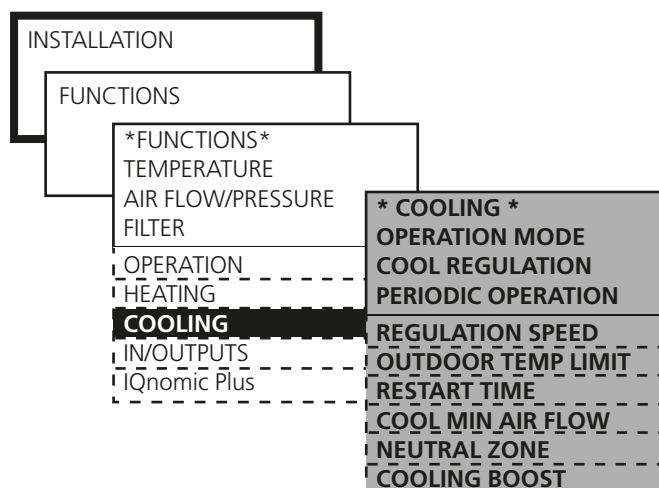 INSTALLATION
FUNCTIONS
*FUNCTIONS*
TEMPERATURE
AIR FLOW/PRESSURE
FILTER
OPERATION
HEATING
COOLING
IN/OUTPUTS
IQnomic Plus
* COOLING *
OPERATION MODE
COOL REGULATION
PERIODIC OPERATION
REGULATION SPEED
OUTDOOR TEMP LIMIT
RESTART TIME
COOL MIN AIR FLOW
NEUTRAL ZONE
COOLING BOOST